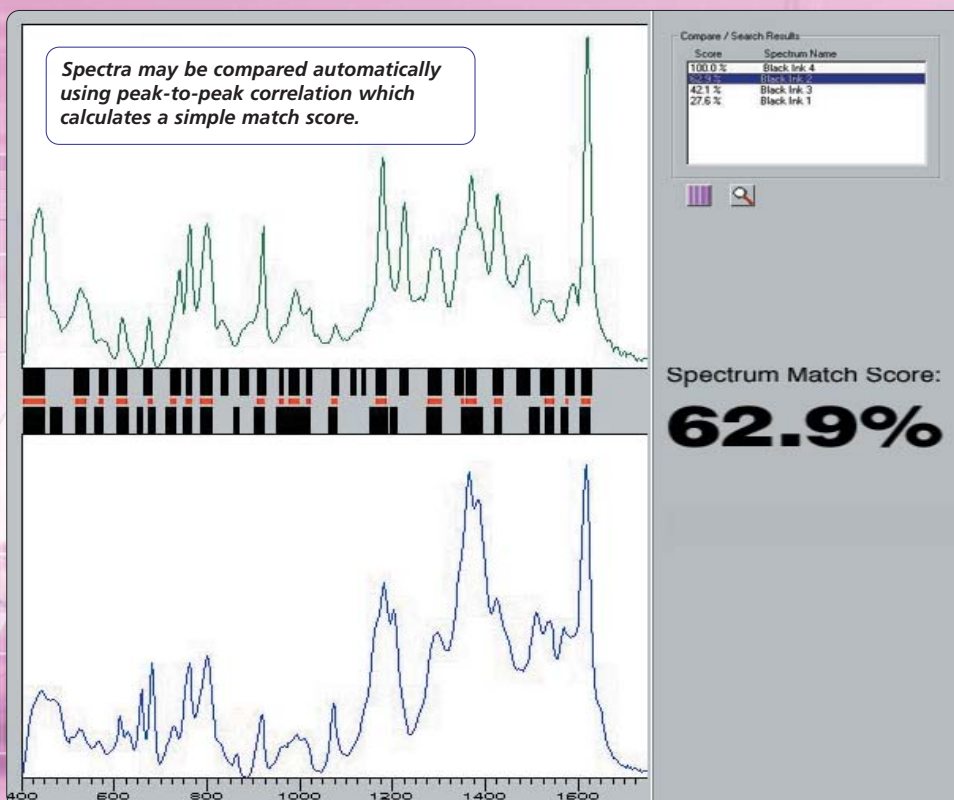 Spectra may be compared automatically
using peak-to-peak correlation which
calculates a simple match score.
Compare / Search Results
Score Spectrum Name
100.0 % Black Ink 4
62.9 % Black Ink 2
42.1 % Black Ink 3
27.6 % Black Ink 1
Spectrum Match Score:
62.9%
400 600 800 1000 1200 1400 1600